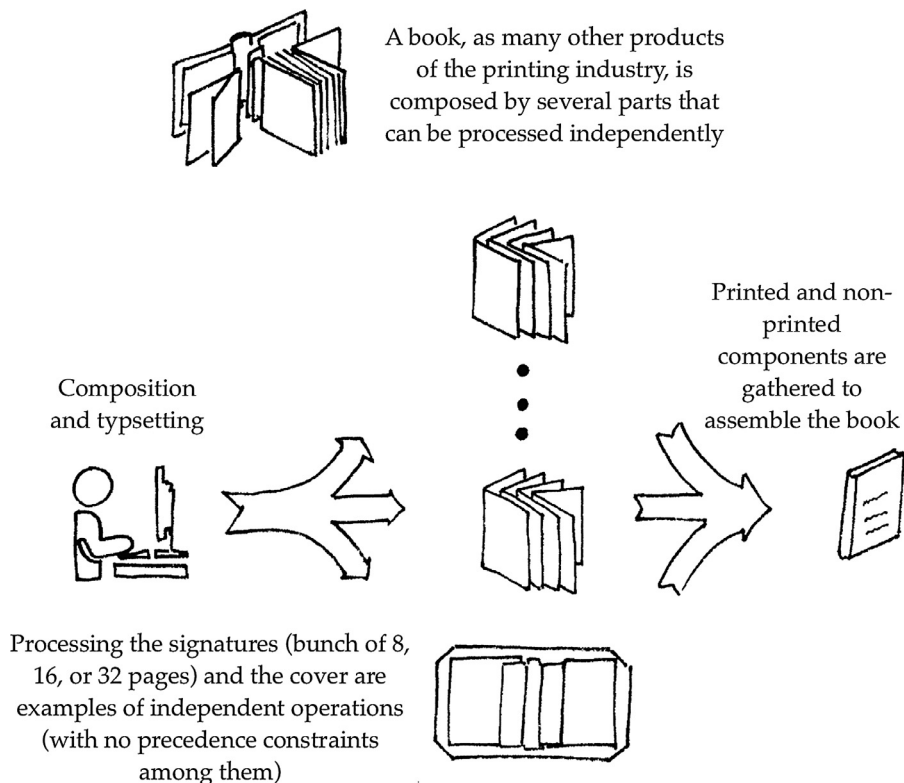 A book, as many other products
of the printing industry, is
composed by several parts that
can be processed independently
Printed and non-
printed
components are
gathered to
assemble the book
Composition
and typsetting
Processing the signatures (bunch of 8,
16, or 32 pages) and the cover are
examples of independent operations
(with no precedence constraints
among them)